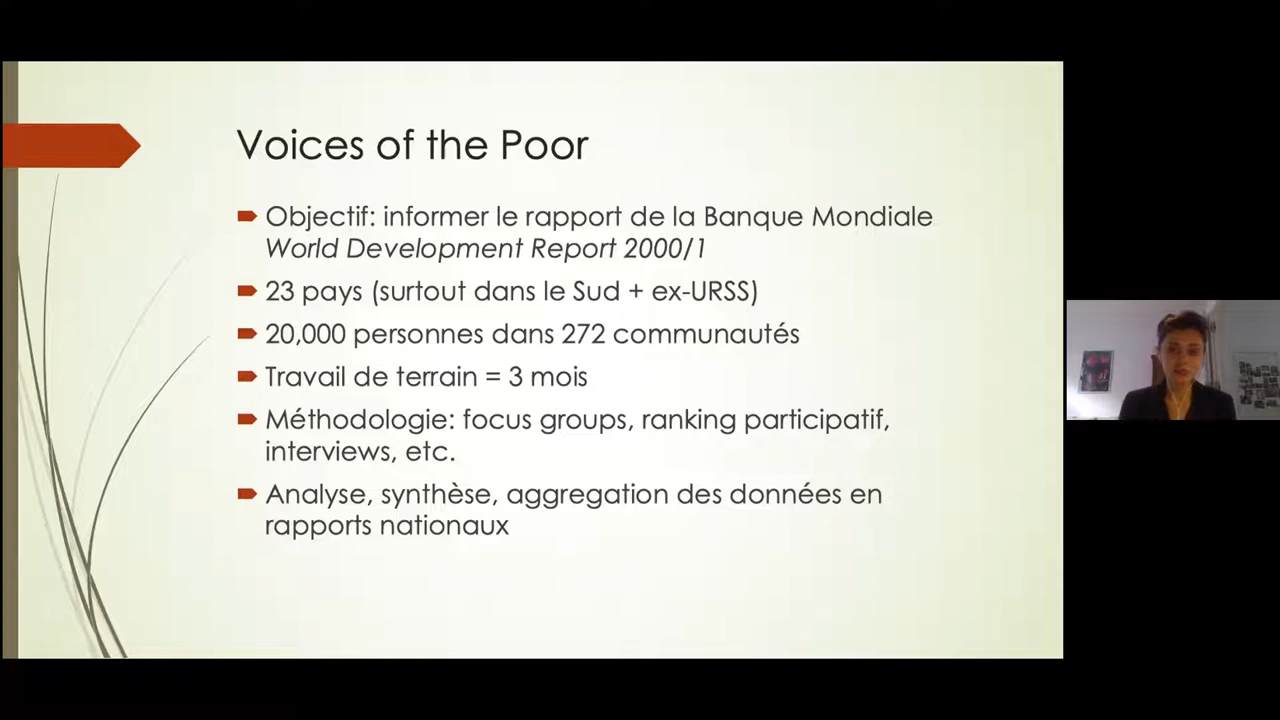 Voices of the Poor
Objectif: informer le rapport de la Banque Mondiale
World Development Report 2000/1
23 pays (surtout dans le Sud + ex-URSS)
20,000 personnes dans 272 communautés
Travail de terrain = 3 mois
Méthodologie: focus groups, ranking participatif,
interviews, etc.
Analyse, synthèse, aggregation des données en
rapports nationaux